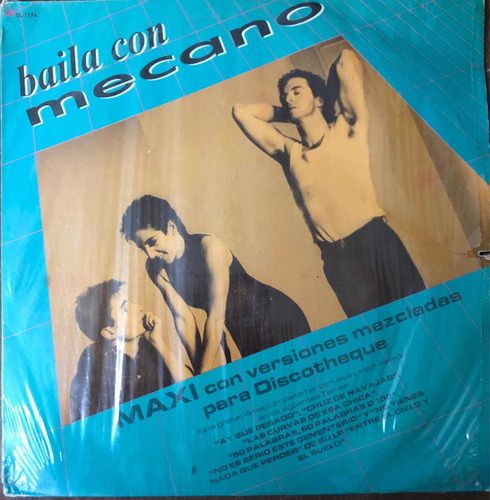 SL-7174
baila con
mecano
MAXI con versiones mezcladas
para Discotheque
"AY QUE PESADO", "CRUZ DE NAVAJAS",
"LAS CURVAS DE ESA CHICA",
"50 PALABRAS, 60 PALABRAS O 100",
"NO ES SERIO ESTE CEMENTERIO" Y "NO TIENES
NADA QUE PERDER" DE SU LP "ENTRE EL CIELO Y
EL SUELO".